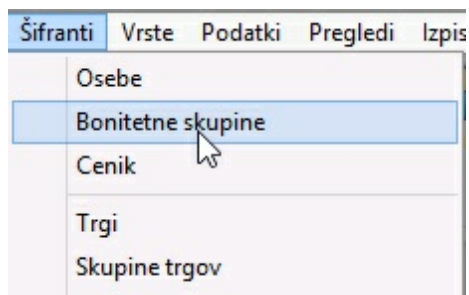 Šifranti Vrste Podatki Pregledi Izpis
Osebe
Bonitetne skupine
Cenik
Trgi
Skupine trgov